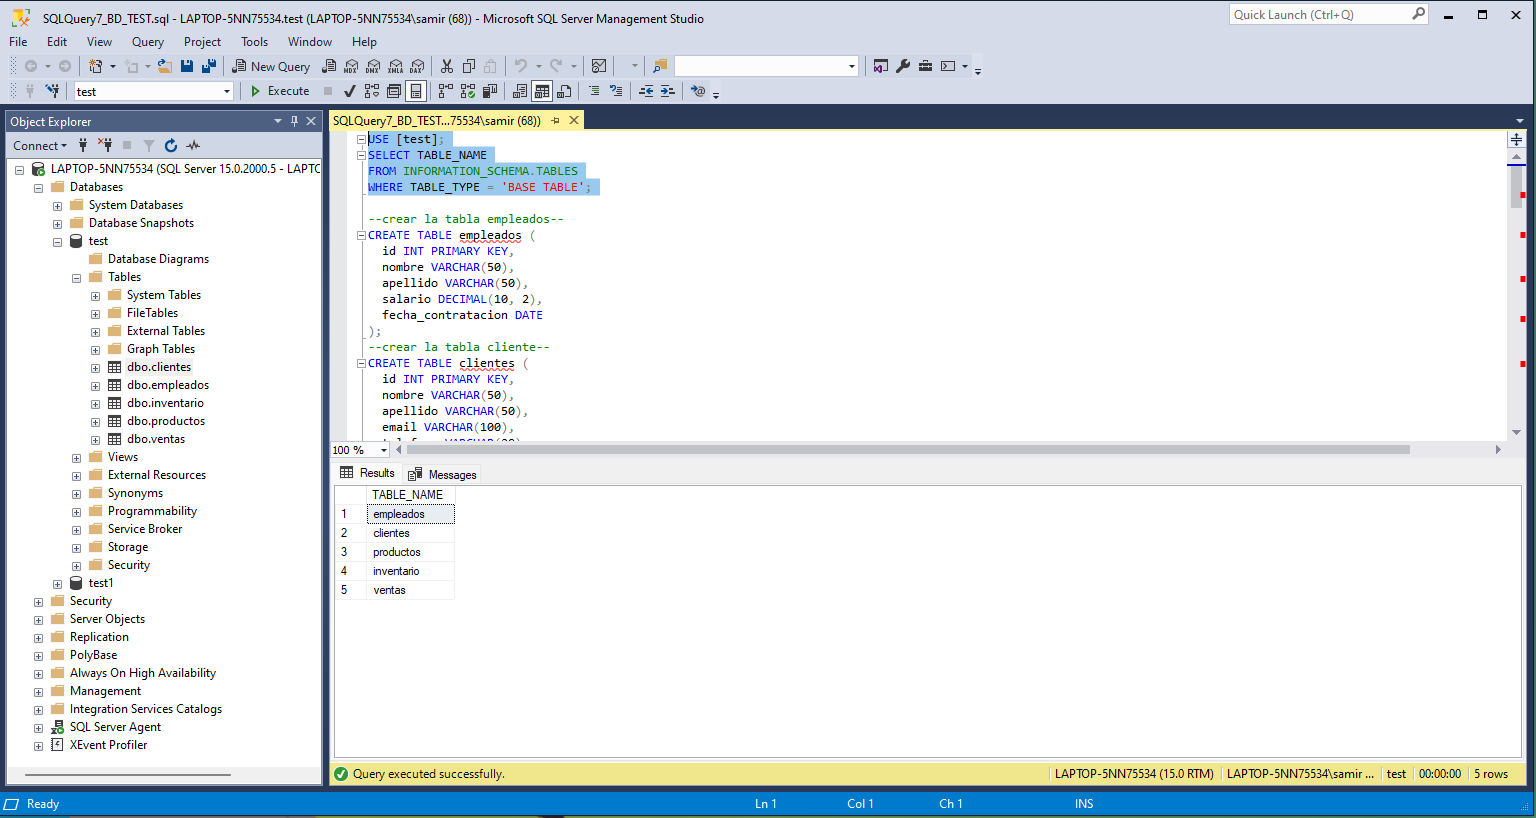 SQLQuery7_BD_TEST.sql - LAPTOP-5NN75534.test (LAPTOP-5NN75534\samir (68)) - Microsoft SQL Server Management Studio
Quick Launch (Ctrl+Q)
File Edit View Query Project Tools Window Help
New Query
MDX DMX XMLA DAX
test
Execute
Object Explorer
Connect
LAPTOP-5NN75534 (SQL Server 15.0.2000.5 - LAPTC
Databases
System Databases
Database Snapshots
test
Database Diagrams
Tables
System Tables
FileTables
External Tables
Graph Tables
dbo.clientes
dbo.empleados
dbo.inventario
dbo.productos
dbo.ventas
Views
External Resources
Synonyms
Programmability
Service Broker
Storage
Security
test1
Security
Server Objects
Replication
PolyBase
Always On High Availability
Management
Integration Services Catalogs
SQL Server Agent
XEvent Profiler
SQLQuery7_BD_TEST...75534\samir (68))
USE [test];
SELECT TABLE_NAME
FROM INFORMATION_SCHEMA.TABLES
WHERE TABLE_TYPE = 'BASE TABLE';
--crear la tabla empleados--
CREATE TABLE empleados (
id INT PRIMARY KEY,
nombre VARCHAR(50),
apellido VARCHAR(50),
salario DECIMAL(10, 2),
fecha_contratacion DATE
);
--crear la tabla cliente--
CREATE TABLE clientes (
id INT PRIMARY KEY,
nombre VARCHAR(50),
apellido VARCHAR(50),
email VARCHAR(100),
100 %
Results Messages
TABLE_NAME
1 empleados
2 clientes
3 productos
4 inventario
5 ventas
Query executed successfully.
LAPTOP-5NN75534 (15.0 RTM) LAPTOP-5NN75534\samir ... test 00:00:00 5 rows
Ready
Ln 1 Col 1 Ch 1 INS